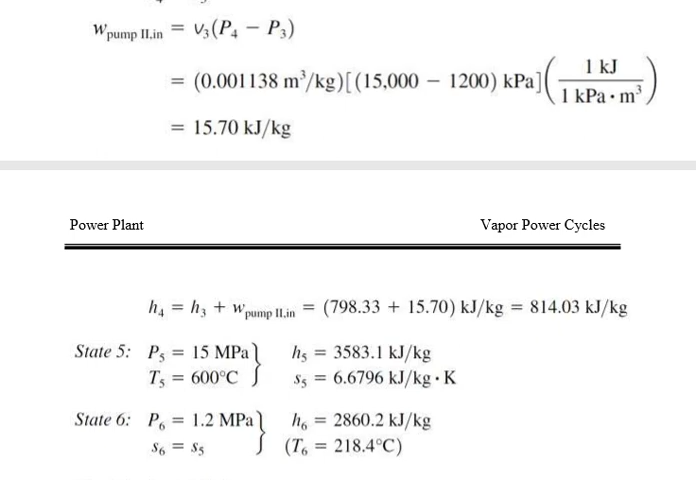 w_pump II,in = v₃(P₄ − P₃)
= (0.001138 m³/kg)[(15,000 − 1200) kPa](1 kJ / 1 kPa · m³)
= 15.70 kJ/kg
Power Plant Vapor Power Cycles
h₄ = h₃ + w_pump II,in = (798.33 + 15.70) kJ/kg = 814.03 kJ/kg
State 5: P₅ = 15 MPa } h₅ = 3583.1 kJ/kg
T₅ = 600°C } s₅ = 6.6796 kJ/kg · K
State 6: P₆ = 1.2 MPa } h₆ = 2860.2 kJ/kg
s₆ = s₅ } (T₆ = 218.4°C)